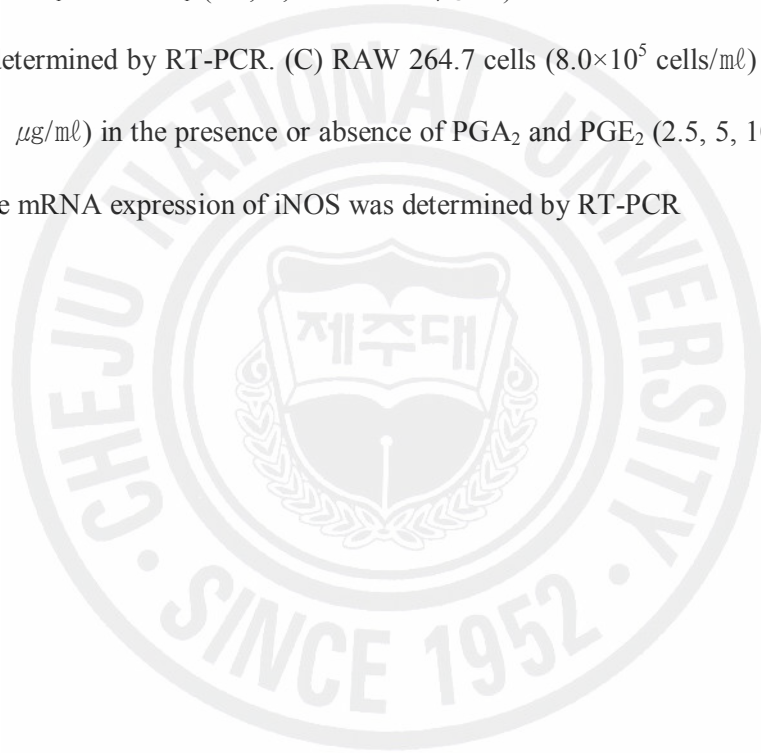 determined by RT-PCR. (C) RAW 264.7 cells (8.0×10⁵ cells/㎖)
㎍/㎖) in the presence or absence of PGA₂ and PGE₂ (2.5, 5,
mRNA expression of iNOS was determined by RT-PCR
CHEJU NATIONAL UNIVERSITY
제주대
· SINCE 1952 ·